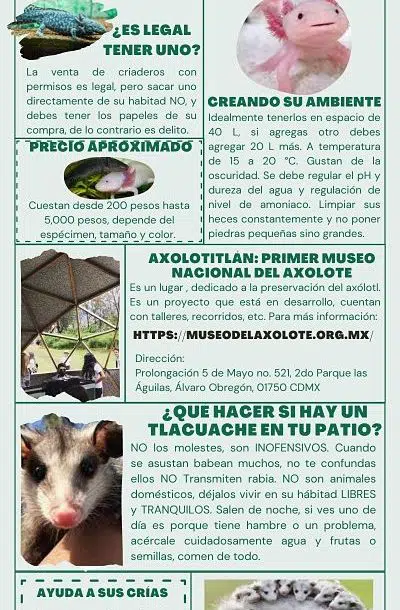 ¿ES LEGAL
TENER UNO?
La venta de criaderos con
permisos es legal, pero sacar uno
directamente de su habitad NO, y
debes tener los papeles de su
compra, de lo contrario es delito.
PRECIO APROXIMADO
Cuestan desde 200 pesos hasta
5,000 pesos, depende del
espécimen, tamaño y color.
CREANDO SU AMBIENTE
Idealmente tenerlos en espacio de
40 L, si agregas otro debes
agregar 20 L más. A temperatura
de 15 a 20 °C. Gustan de la
oscuridad. Se debe regular el pH y
dureza del agua y regulación de
nivel de amoniaco. Limpiar sus
heces constantemente y no poner
piedras pequeñas sino grandes.
AXOLOTITLÁN: PRIMER MUSEO
NACIONAL DEL AXOLOTE
Es un lugar , dedicado a la preservación del axólotl.
Es un proyecto que está en desarrollo, cuentan
con talleres, recorridos, etc. Para más información:
HTTPS://MUSEODELAXOLOTE.ORG.MX/
Dirección:
Prolongación 5 de Mayo no. 521, 2do Parque las
Águilas, Álvaro Obregón, 01750 CDMX
¿QUE HACER SI HAY UN
TLACUACHE EN TU PATIO?
NO los molestes, son INOFENSIVOS. Cuando
se asustan babean muchos, no te confundas
ellos NO Transmiten rabia. NO son animales
domésticos, déjalos vivir en su hábitad LIBRES
y TRANQUILOS. Salen de noche, si ves uno de
día es porque tiene hambre o un problema,
acércale cuidadosamente agua y frutas o
semillas, comen de todo.
AYUDA A SUS CRÍAS